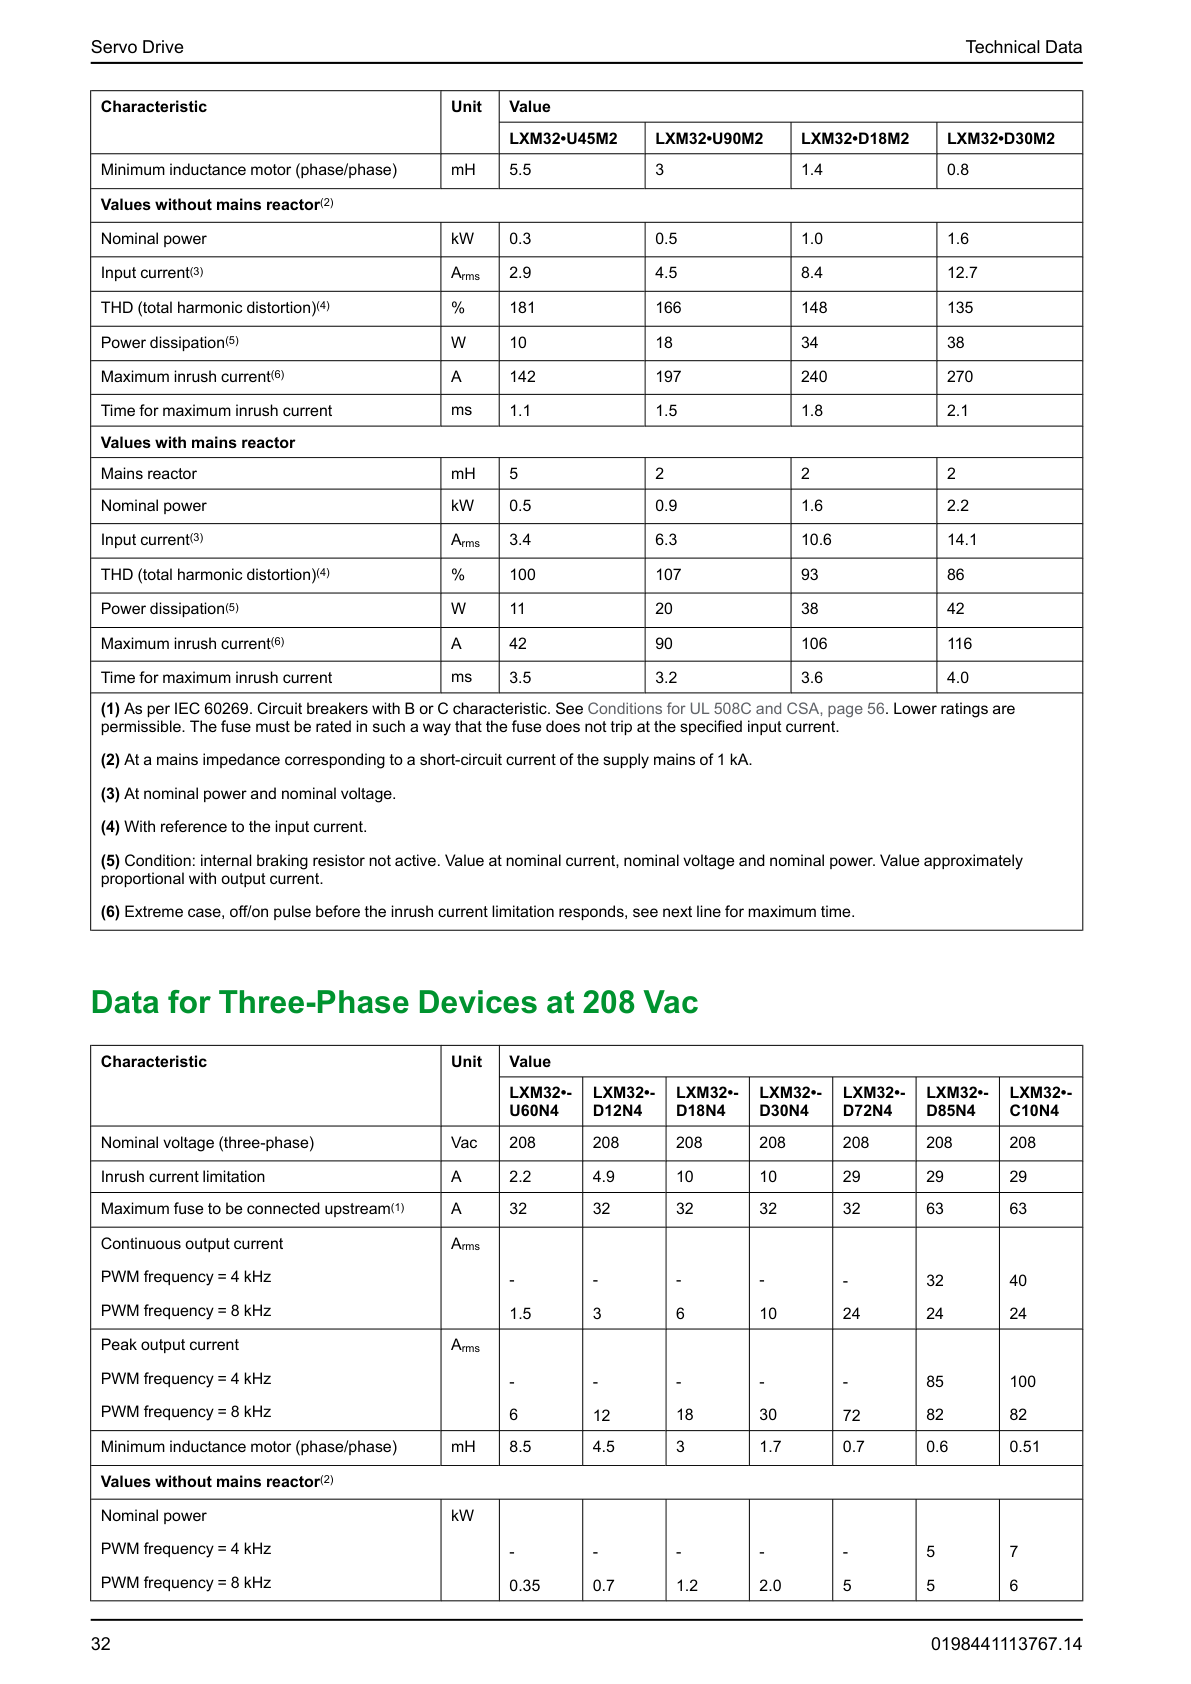 Servo Drive Technical Data
Characteristic Unit Value
LXM32•U45M2 LXM32•U90M2 LXM32•D18M2 LXM32•D30M2
Minimum inductance motor (phase/phase) mH 5.5 3 1.4 0.8
Values without mains reactor(2)
Nominal power kW 0.3 0.5 1.0 1.6
Input current(3) Arms 2.9 4.5 8.4 12.7
THD (total harmonic distortion)(4) % 181 166 148 135
Power dissipation(5) W 10 18 34 38
Maximum inrush current(6) A 142 197 240 270
Time for maximum inrush current ms 1.1 1.5 1.8 2.1
Values with mains reactor
Mains reactor mH 5 2 2 2
Nominal power kW 0.5 0.9 1.6 2.2
Input current(3) Arms 3.4 6.3 10.6 14.1
THD (total harmonic distortion)(4) % 100 107 93 86
Power dissipation(5) W 11 20 38 42
Maximum inrush current(6) A 42 90 106 116
Time for maximum inrush current ms 3.5 3.2 3.6 4.0
(1) As per IEC 60269. Circuit breakers with B or C characteristic. See Conditions for UL 508C and CSA, page 56. Lower ratings are
permissible. The fuse must be rated in such a way that the fuse does not trip at the specified input current.
(2) At a mains impedance corresponding to a short-circuit current of the supply mains of 1 kA.
(3) At nominal power and nominal voltage.
(4) With reference to the input current.
(5) Condition: internal braking resistor not active. Value at nominal current, nominal voltage and nominal power. Value approximately
proportional with output current.
(6) Extreme case, off/on pulse before the inrush current limitation responds, see next line for maximum time.
Data for Three-Phase Devices at 208 Vac
Characteristic Unit Value
LXM32•- LXM32•- LXM32•- LXM32•- LXM32•- LXM32•- LXM32•-
U60N4 D12N4 D18N4 D30N4 D72N4 D85N4 C10N4
Nominal voltage (three-phase) Vac 208 208 208 208 208 208 208
Inrush current limitation A 2.2 4.9 10 10 29 29 29
Maximum fuse to be connected upstream(1) A 32 32 32 32 32 63 63
Continuous output current Arms
PWM frequency = 4 kHz - - - - - 32 40
PWM frequency = 8 kHz 1.5 3 6 10 24 24 24
Peak output current Arms
PWM frequency = 4 kHz - - - - - 85 100
PWM frequency = 8 kHz 6 12 18 30 72 82 82
Minimum inductance motor (phase/phase) mH 8.5 4.5 3 1.7 0.7 0.6 0.51
Values without mains reactor(2)
Nominal power kW
PWM frequency = 4 kHz - - - - - 5 7
PWM frequency = 8 kHz 0.35 0.7 1.2 2.0 5 5 6
32 0198441113767.14